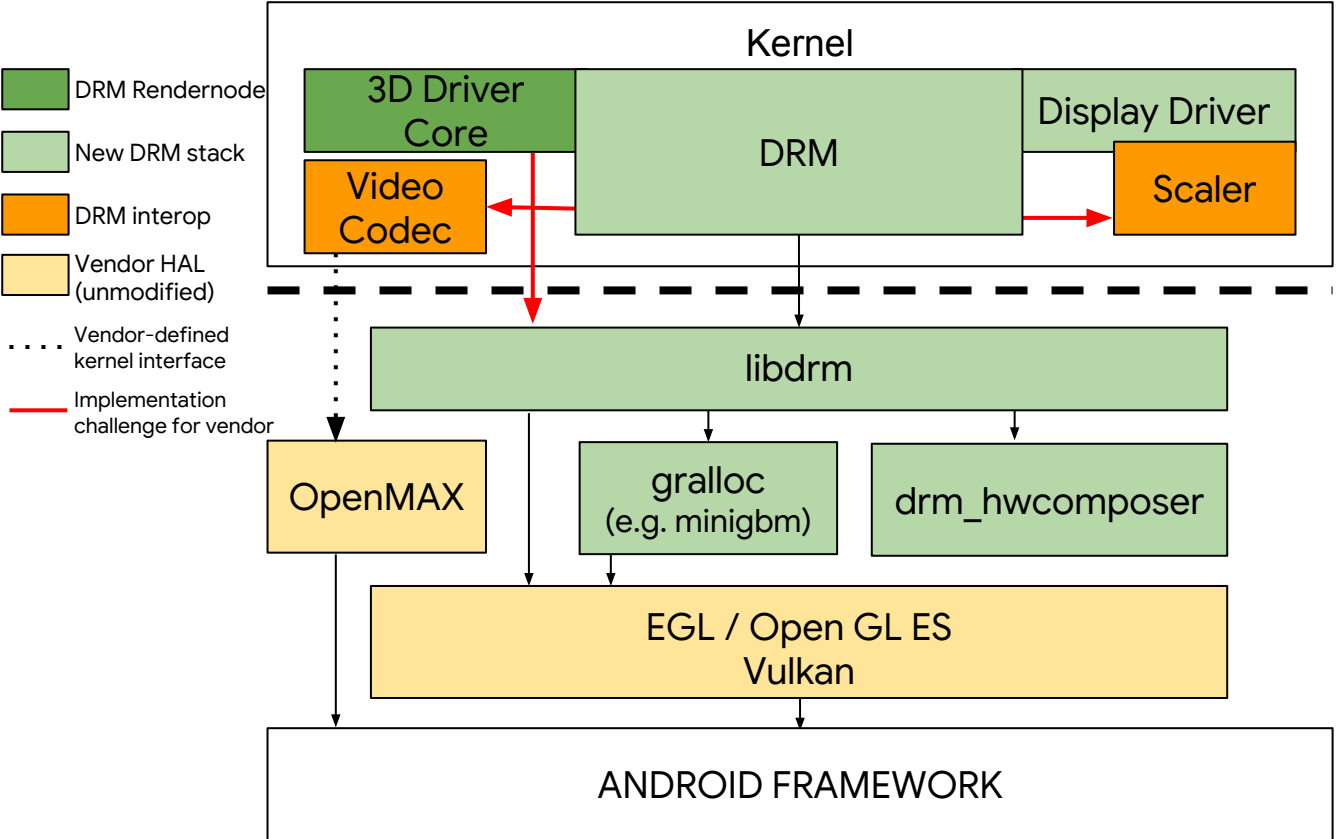 Kernel
DRM Rendernode
New DRM stack
DRM interop
Vendor HAL
(unmodified)
Vendor-defined
kernel interface
Implementation
challenge for vendor
3D Driver
Core
DRM
Display Driver
Video
Codec
Scaler
libdrm
OpenMAX
gralloc
(e.g. minigbm)
drm_hwcomposer
EGL / Open GL ES
Vulkan
ANDROID FRAMEWORK